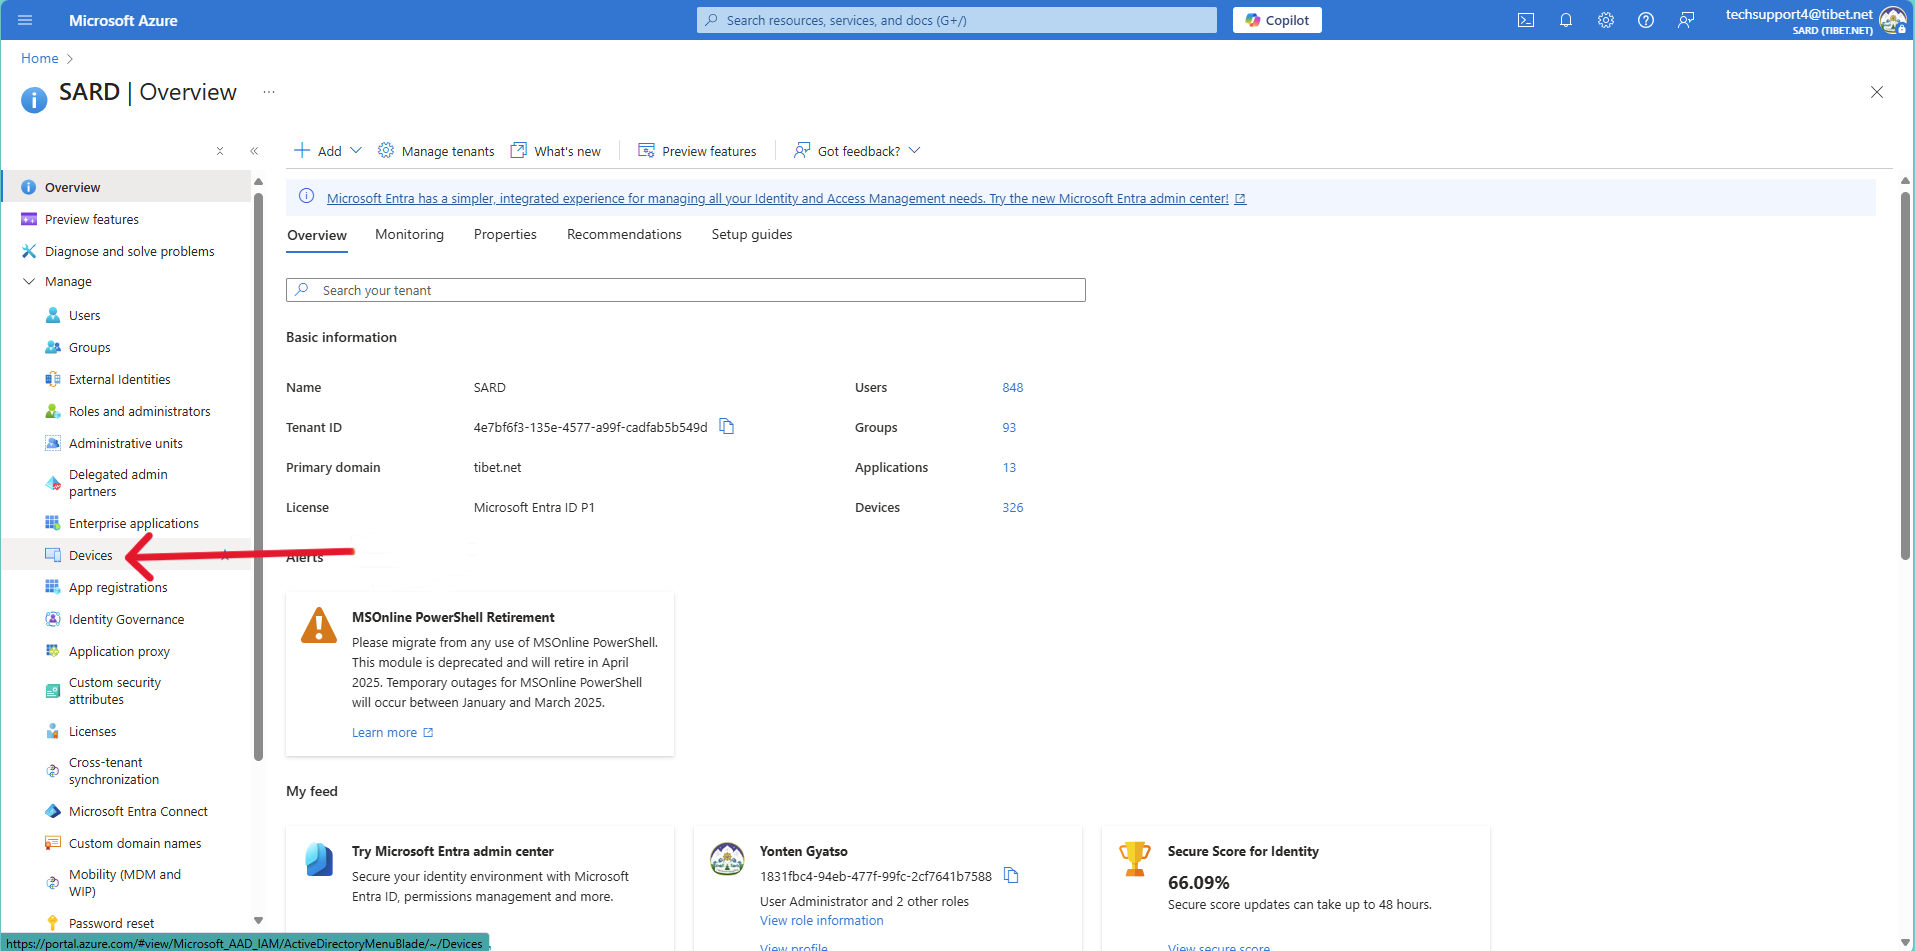 Microsoft Azure
Search resources, services, and docs (G+/)
Copilot
techsupport4@tibet.net
SARD (TIBET.NET)
Home
SARD | Overview
...
Add
Manage tenants
What's new
Preview features
Got feedback?
Overview
Preview features
Diagnose and solve problems
Manage
Users
Groups
External Identities
Roles and administrators
Administrative units
Delegated admin
partners
Enterprise applications
Devices
App registrations
Identity Governance
Application proxy
Custom security
attributes
Licenses
Cross-tenant
synchronization
Microsoft Entra Connect
Custom domain names
Mobility (MDM and
WIP)
Password reset
Microsoft Entra has a simpler, integrated experience for managing all your Identity and Access Management needs. Try the new Microsoft Entra admin center!
Overview
Monitoring
Properties
Recommendations
Setup guides
Search your tenant
Basic information
Name SARD Users 848
Tenant ID 4e7bf6f3-135e-4577-a99f-cadfab5b549d Groups 93
Primary domain tibet.net Applications 13
License Microsoft Entra ID P1 Devices 326
Alerts
MSOnline PowerShell Retirement
Please migrate from any use of MSOnline PowerShell.
This module is deprecated and will retire in April
2025. Temporary outages for MSOnline PowerShell
will occur between January and March 2025.
Learn more
My feed
Try Microsoft Entra admin center
Secure your identity environment with Microsoft
Entra ID, permissions management and more.
Yonten Gyatso
1831fbc4-94eb-477f-99fc-2cf7641b7588
User Administrator and 2 other roles
View role information
View profile
Secure Score for Identity
66.09%
Secure score updates can take up to 48 hours.
View secure score
https://portal.azure.com/#view/Microsoft_AAD_IAM/ActiveDirectoryMenuBlade/~/Devices